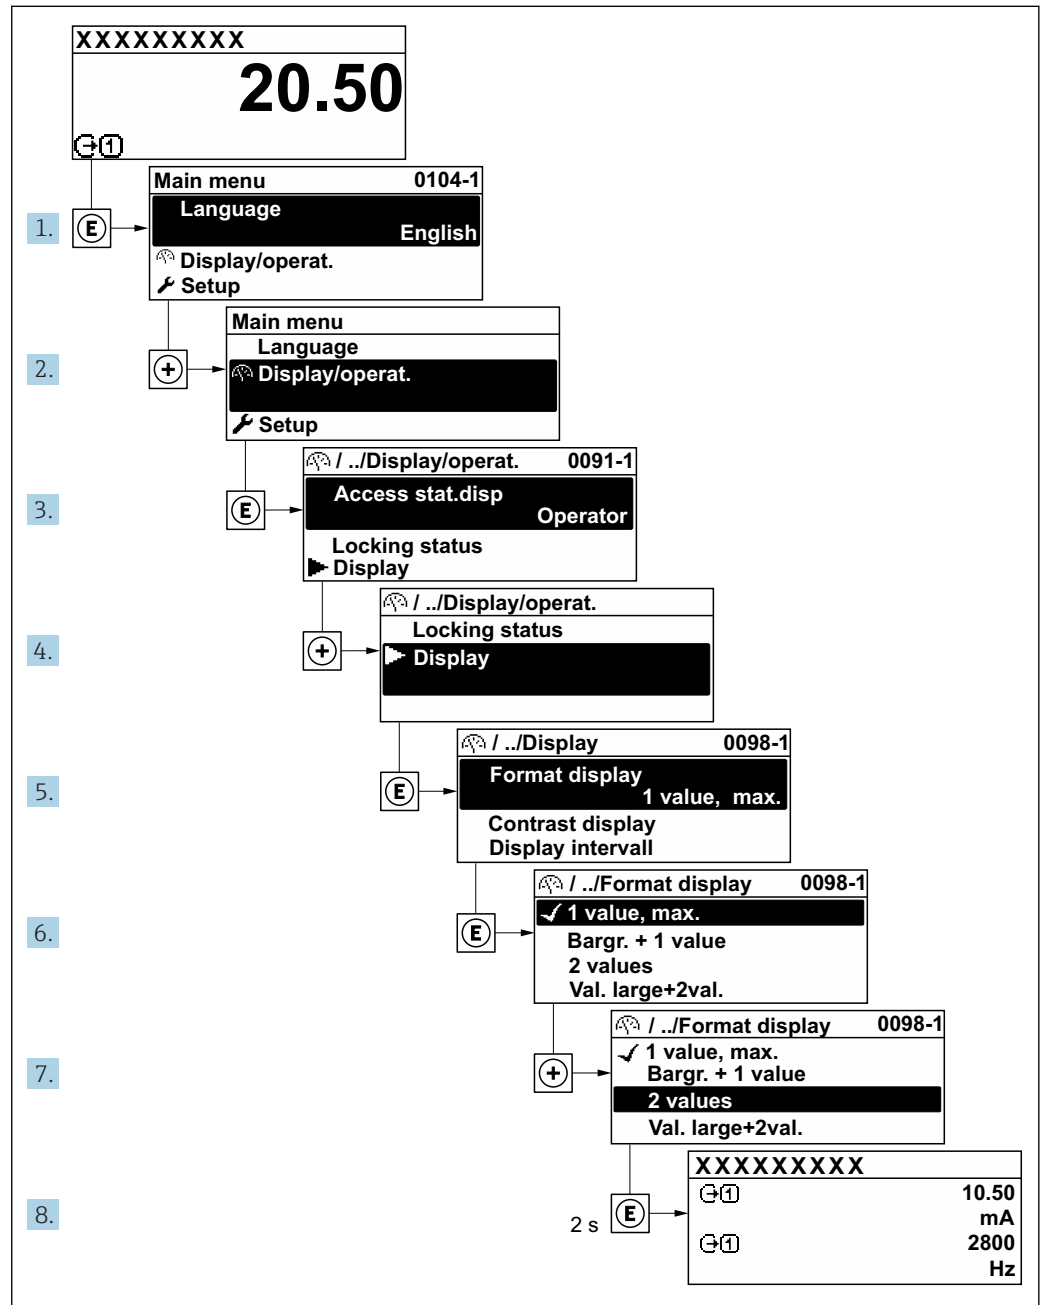 XXXXXXXXX
20.50
1
Main menu 0104-1
Language
1. E English
Display/operat.
Setup
Main menu
Language
2. + Display/operat.
Setup
/ ../Display/operat. 0091-1
Access stat.disp
3. E Operator
Locking status
Display
/ ../Display/operat.
Locking status
4. + Display
/ ../Display 0098-1
Format display
5. E 1 value, max.
Contrast display
Display intervall
/ ../Format display 0098-1
1 value, max.
6. E Bargr. + 1 value
2 values
Val. large+2val.
/ ../Format display 0098-1
1 value, max.
7. + Bargr. + 1 value
2 values
Val. large+2val.
XXXXXXXXX
1 10.50
8. 2 s E mA
1 2800
Hz